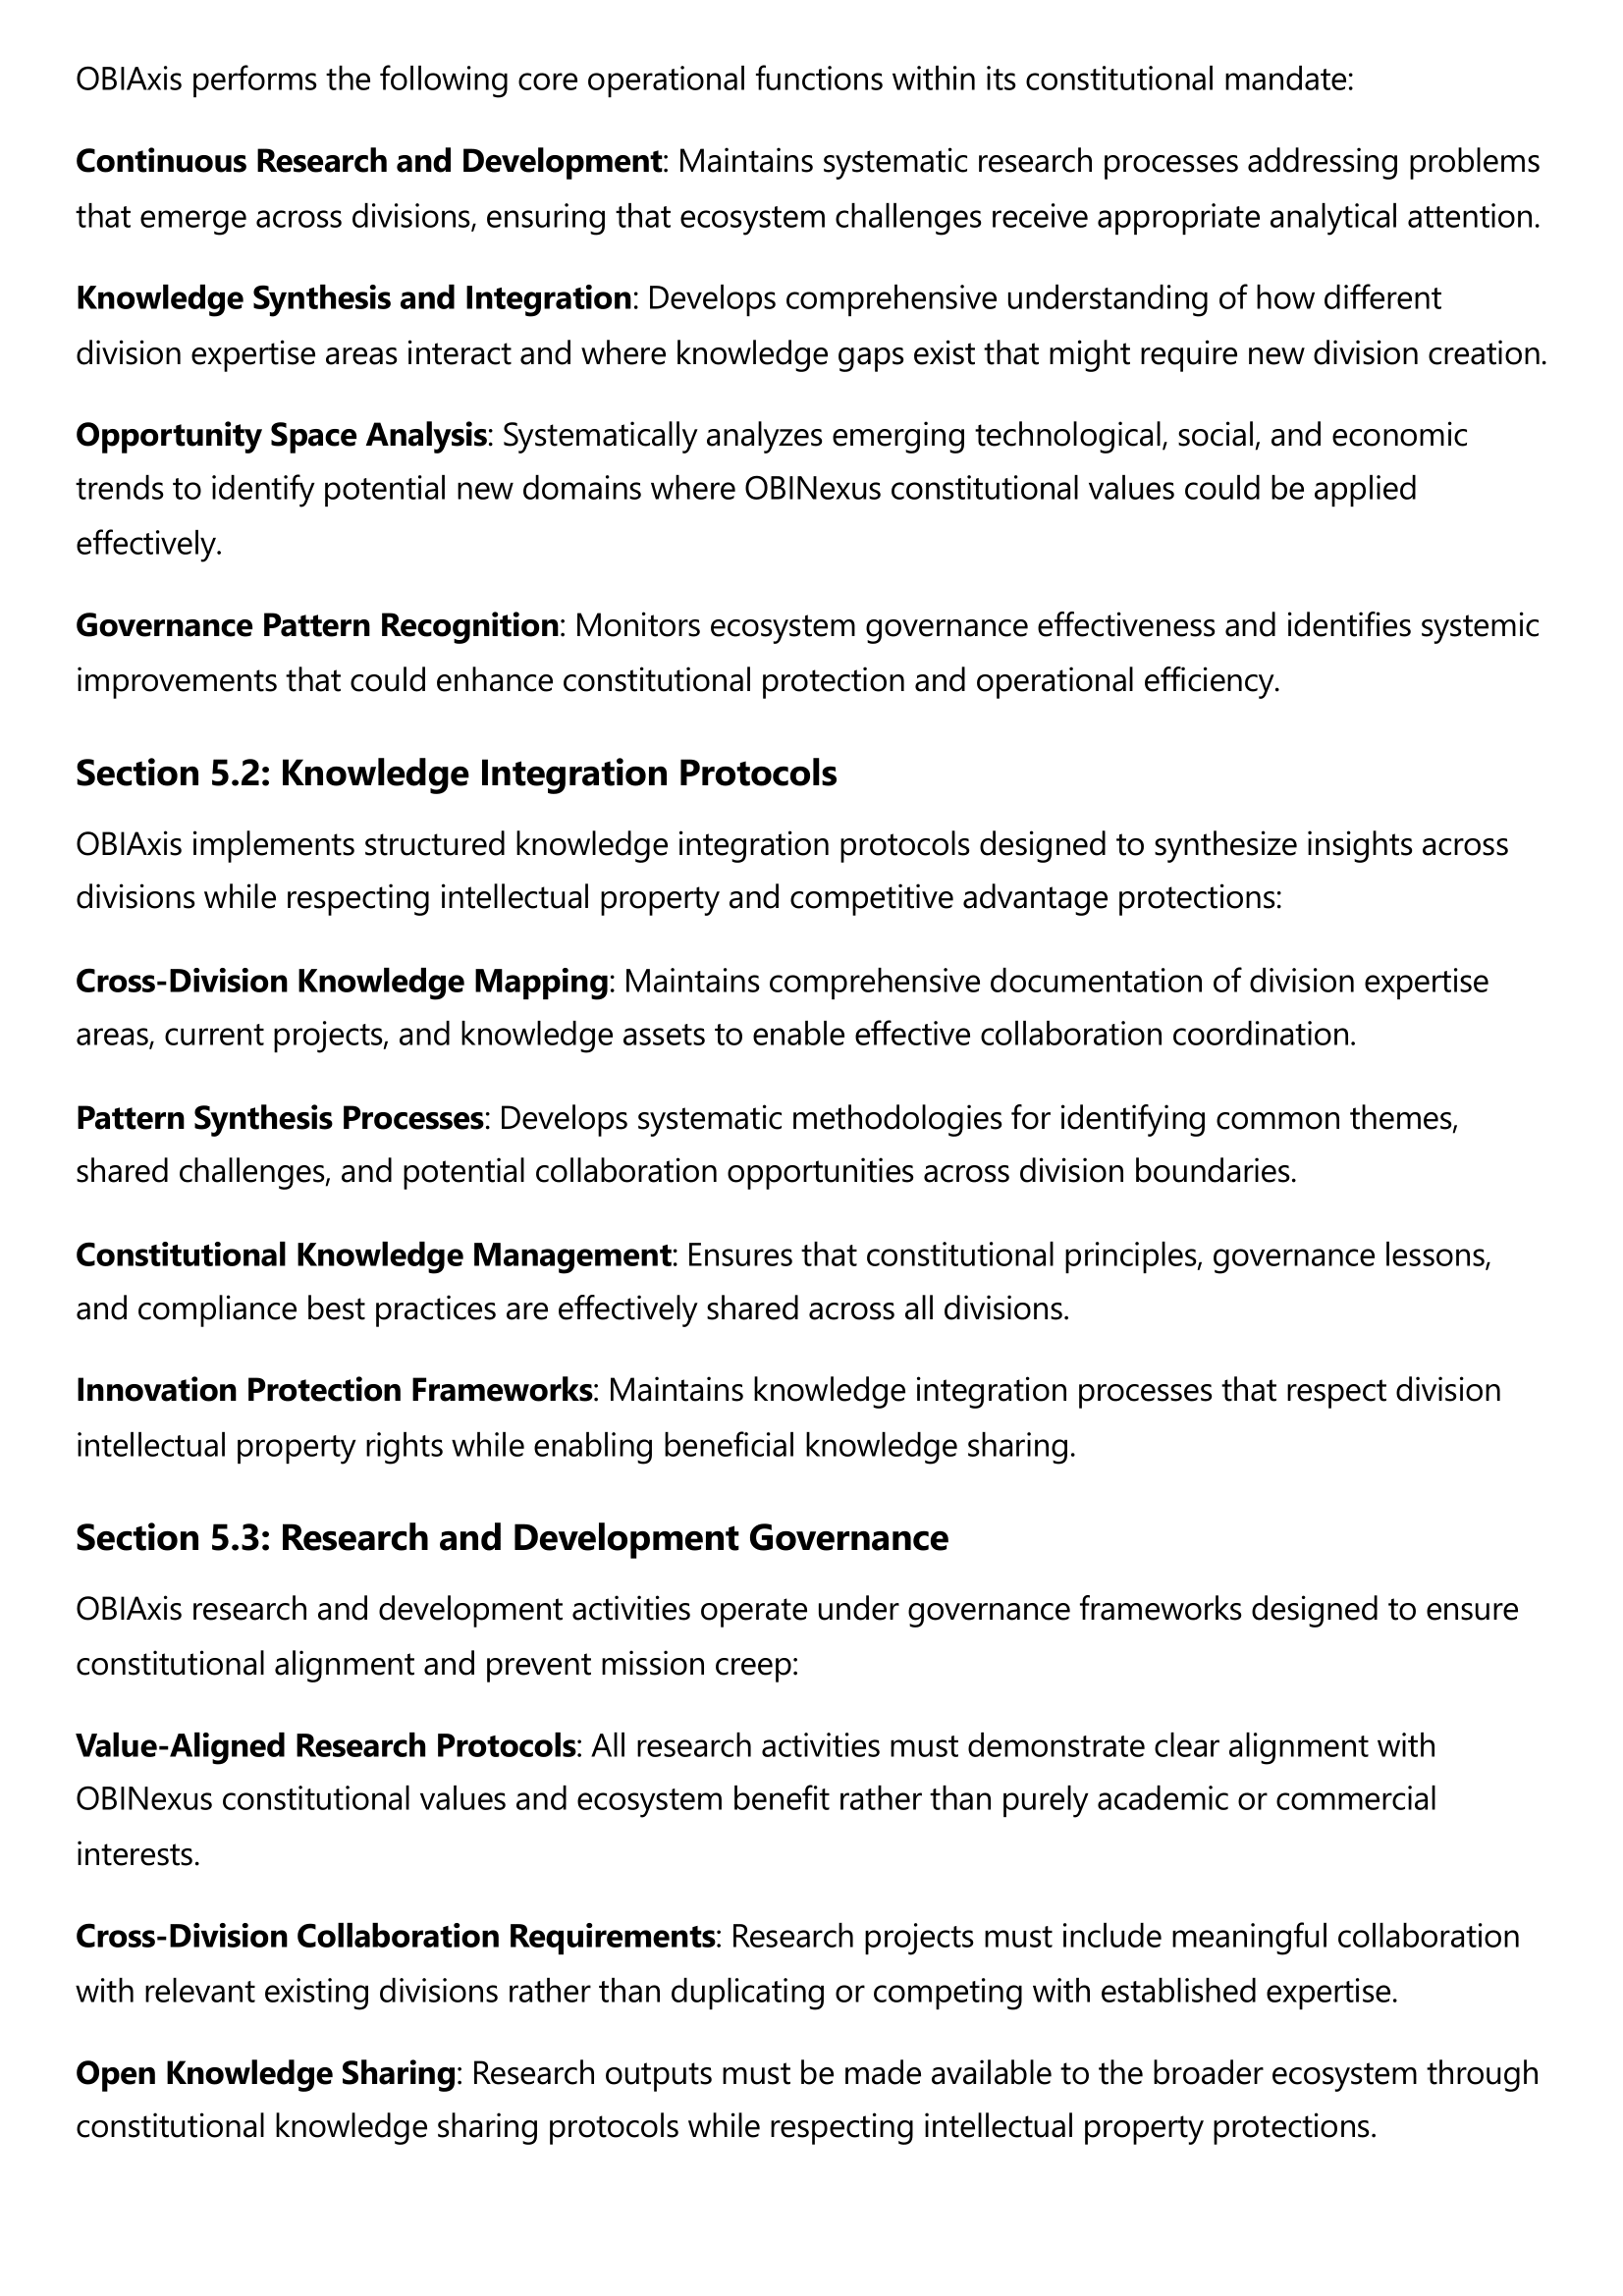 OBIAxis performs the following core operational functions within its constitutional mandate:
Continuous Research and Development: Maintains systematic research processes addressing problems
that emerge across divisions, ensuring that ecosystem challenges receive appropriate analytical attention.
Knowledge Synthesis and Integration: Develops comprehensive understanding of how different
division expertise areas interact and where knowledge gaps exist that might require new division creation.
Opportunity Space Analysis: Systematically analyzes emerging technological, social, and economic
trends to identify potential new domains where OBINexus constitutional values could be applied
effectively.
Governance Pattern Recognition: Monitors ecosystem governance effectiveness and identifies systemic
improvements that could enhance constitutional protection and operational efficiency.
Section 5.2: Knowledge Integration Protocols
OBIAxis implements structured knowledge integration protocols designed to synthesize insights across
divisions while respecting intellectual property and competitive advantage protections:
Cross-Division Knowledge Mapping: Maintains comprehensive documentation of division expertise
areas, current projects, and knowledge assets to enable effective collaboration coordination.
Pattern Synthesis Processes: Develops systematic methodologies for identifying common themes,
shared challenges, and potential collaboration opportunities across division boundaries.
Constitutional Knowledge Management: Ensures that constitutional principles, governance lessons,
and compliance best practices are effectively shared across all divisions.
Innovation Protection Frameworks: Maintains knowledge integration processes that respect division
intellectual property rights while enabling beneficial knowledge sharing.
Section 5.3: Research and Development Governance
OBIAxis research and development activities operate under governance frameworks designed to ensure
constitutional alignment and prevent mission creep:
Value-Aligned Research Protocols: All research activities must demonstrate clear alignment with
OBINexus constitutional values and ecosystem benefit rather than purely academic or commercial
interests.
Cross-Division Collaboration Requirements: Research projects must include meaningful collaboration
with relevant existing divisions rather than duplicating or competing with established expertise.
Open Knowledge Sharing: Research outputs must be made available to the broader ecosystem through
constitutional knowledge sharing protocols while respecting intellectual property protections.